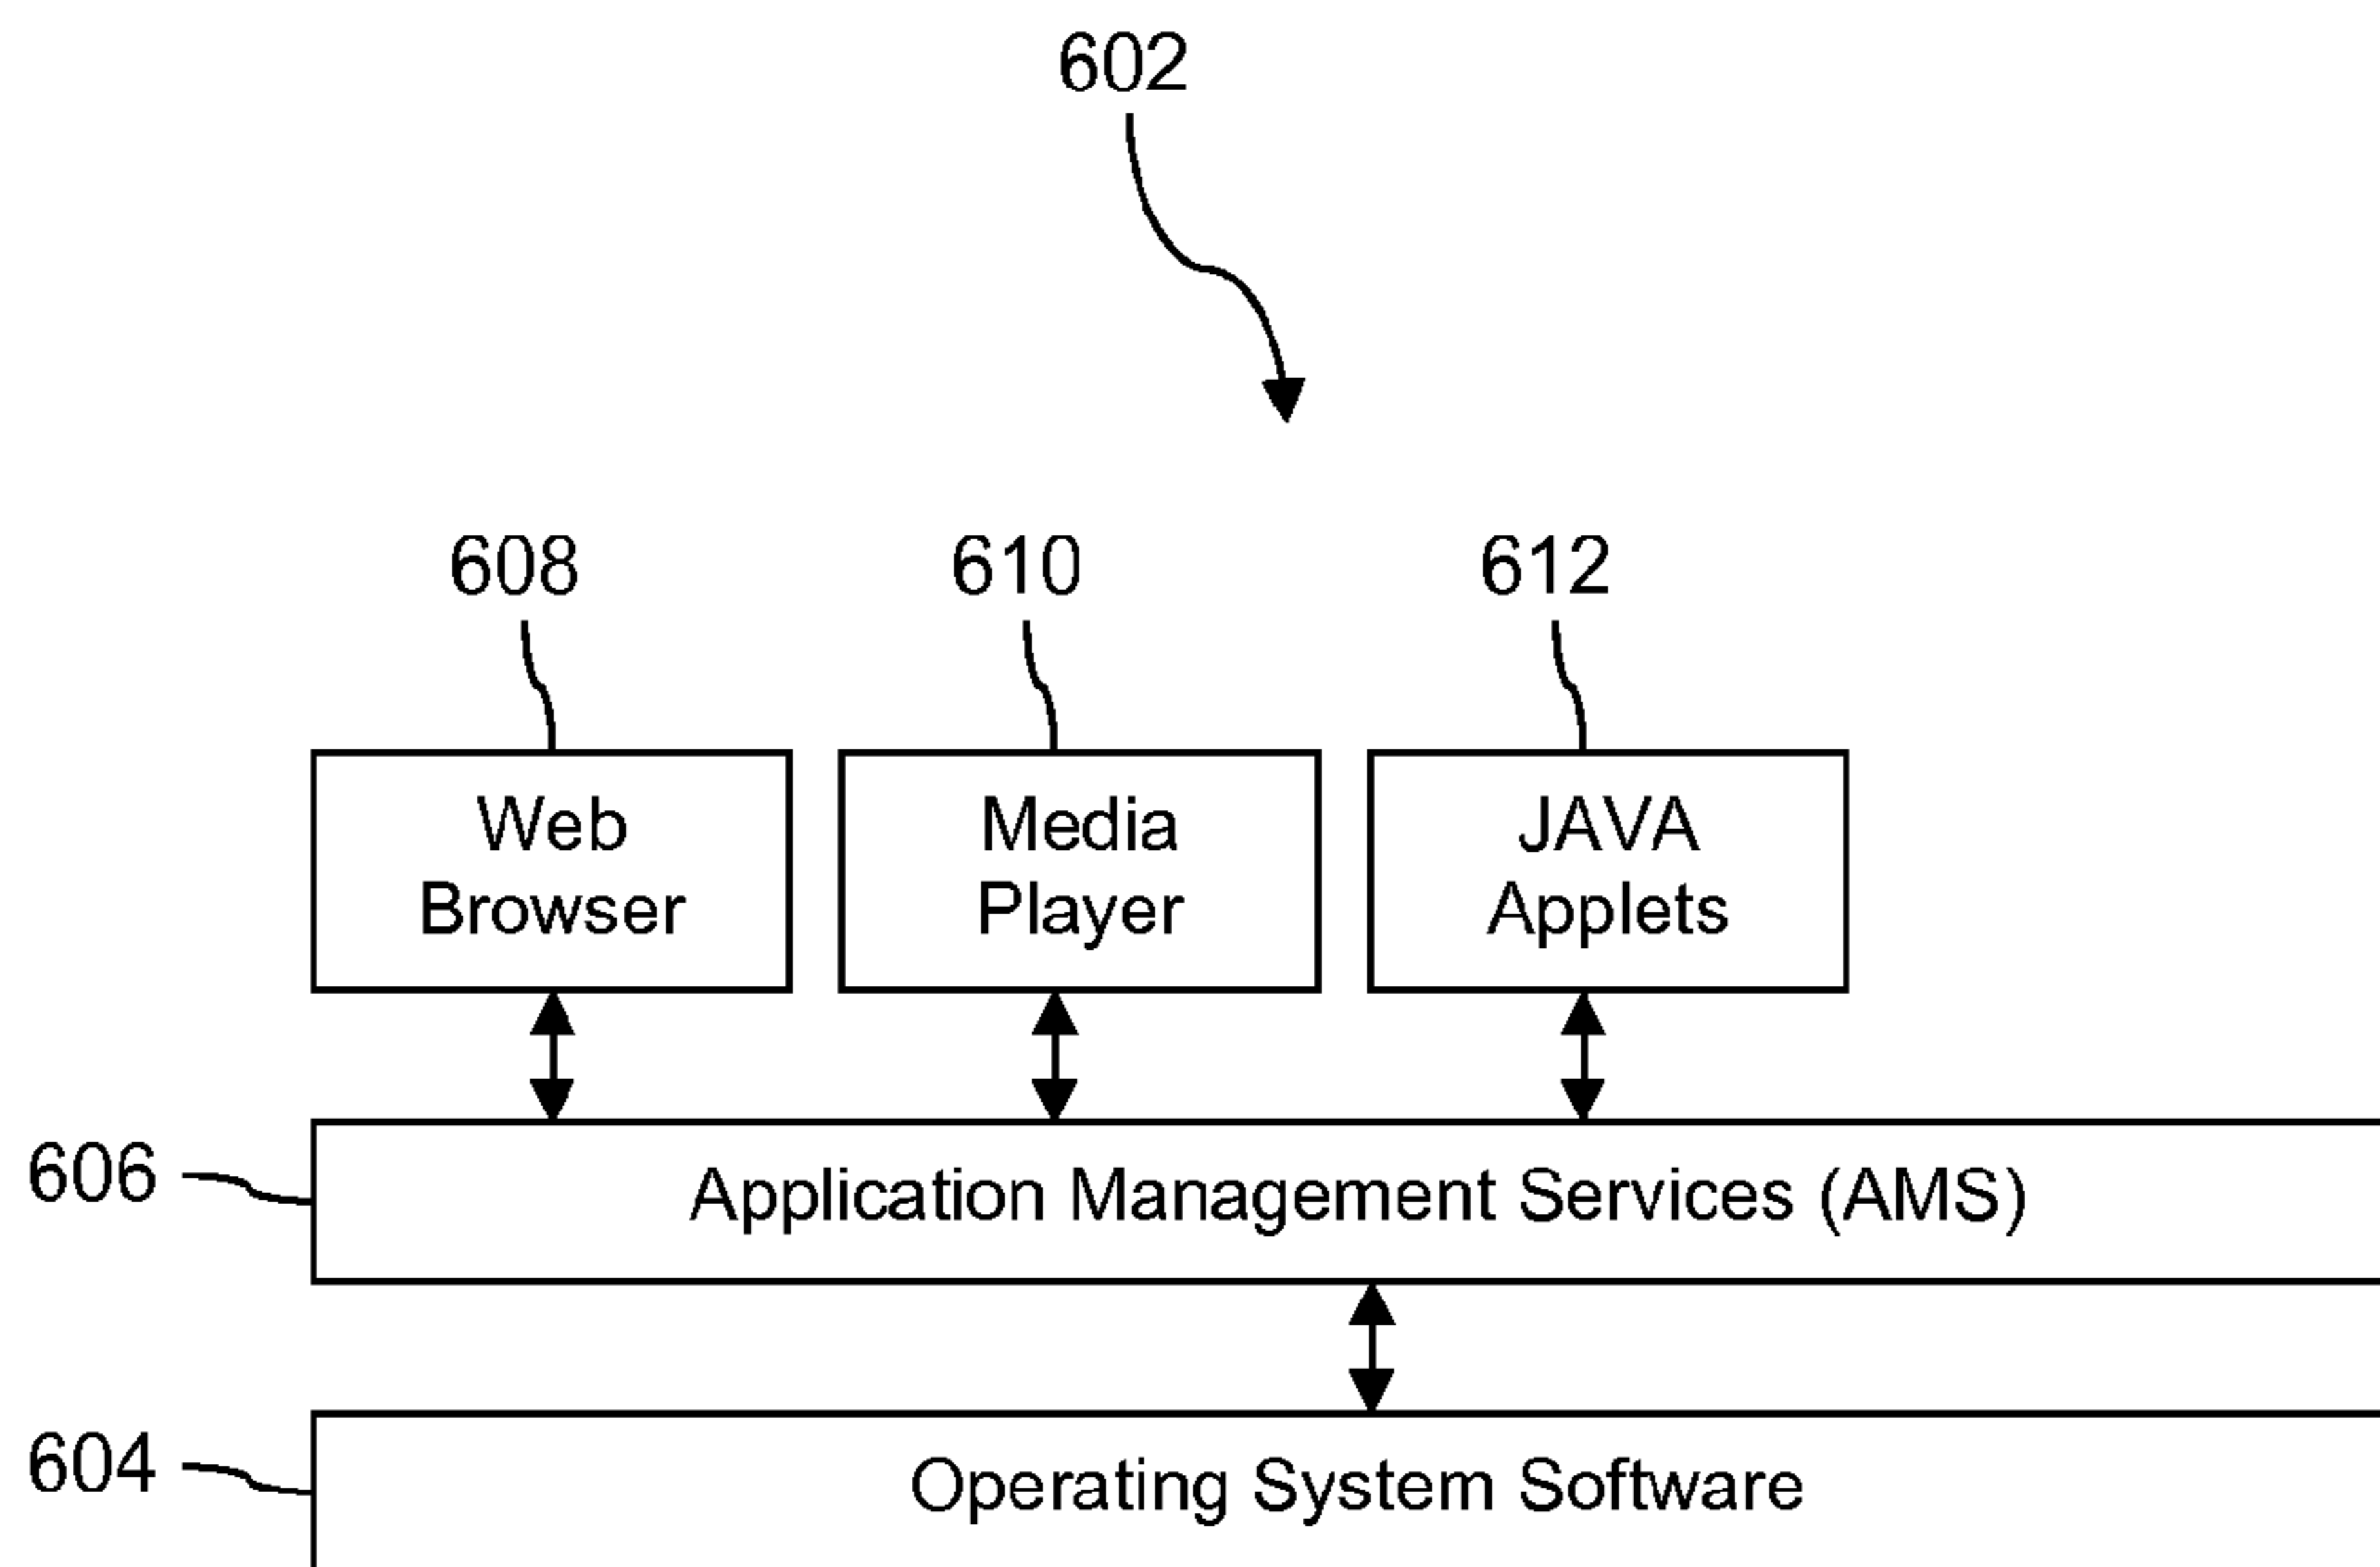 602
608
610
612
Web
Browser
Media
Player
JAVA
Applets
606
Application Management Services (AMS)
604
Operating System Software